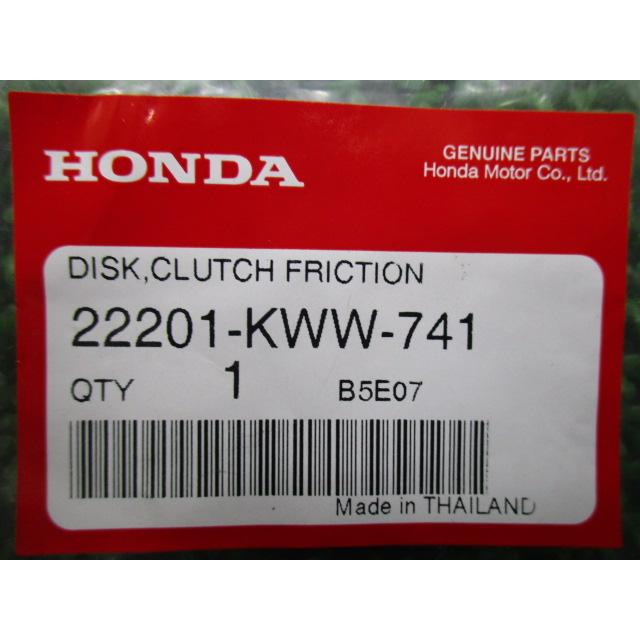 HONDA
GENUINE PARTS
Honda Motor Co., Ltd.
DISK,CLUTCH FRICTION
22201-KWW-741
QTY 1 B5E07
Made in THAILAND